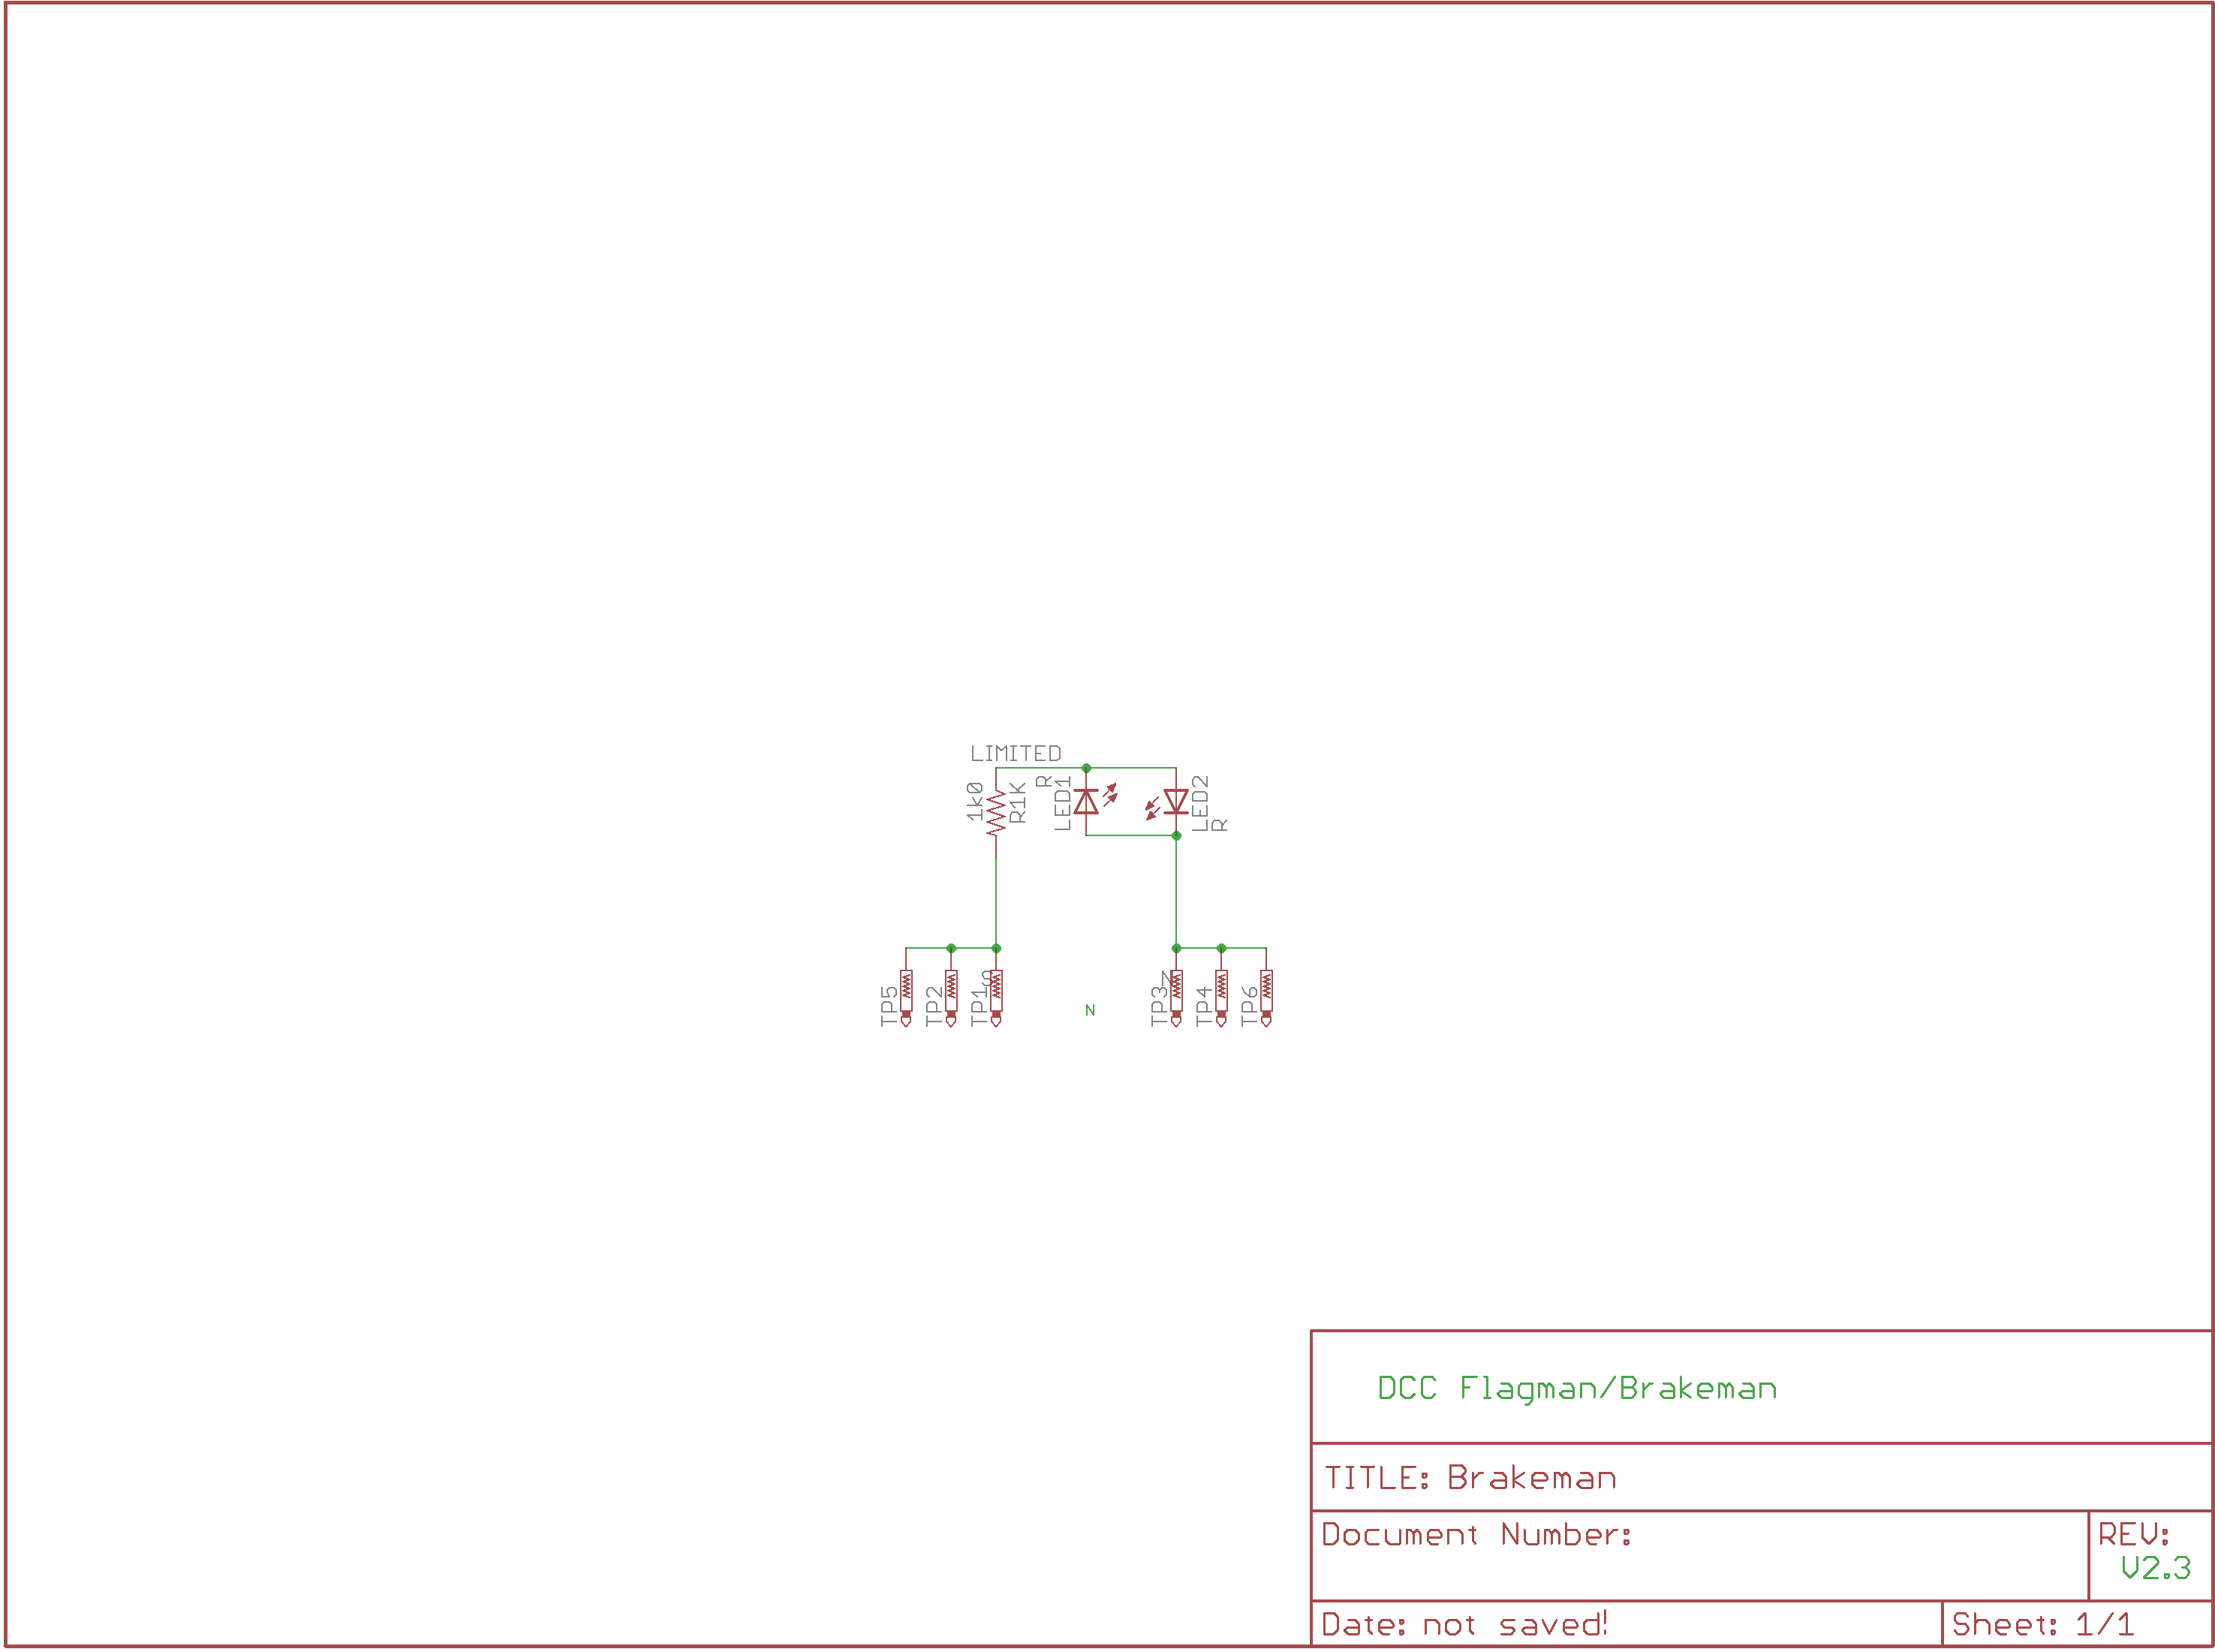 LIMITED
1k0
R1K
R
LED1
LED2
R
TP5
TP2
TP1
S
N
TP3
N
TP4
TP6
DCC Flagman/Brakeman
TITLE: Brakeman
Document Number:
REV:
V2.3
Date: not saved!
Sheet: 1/1